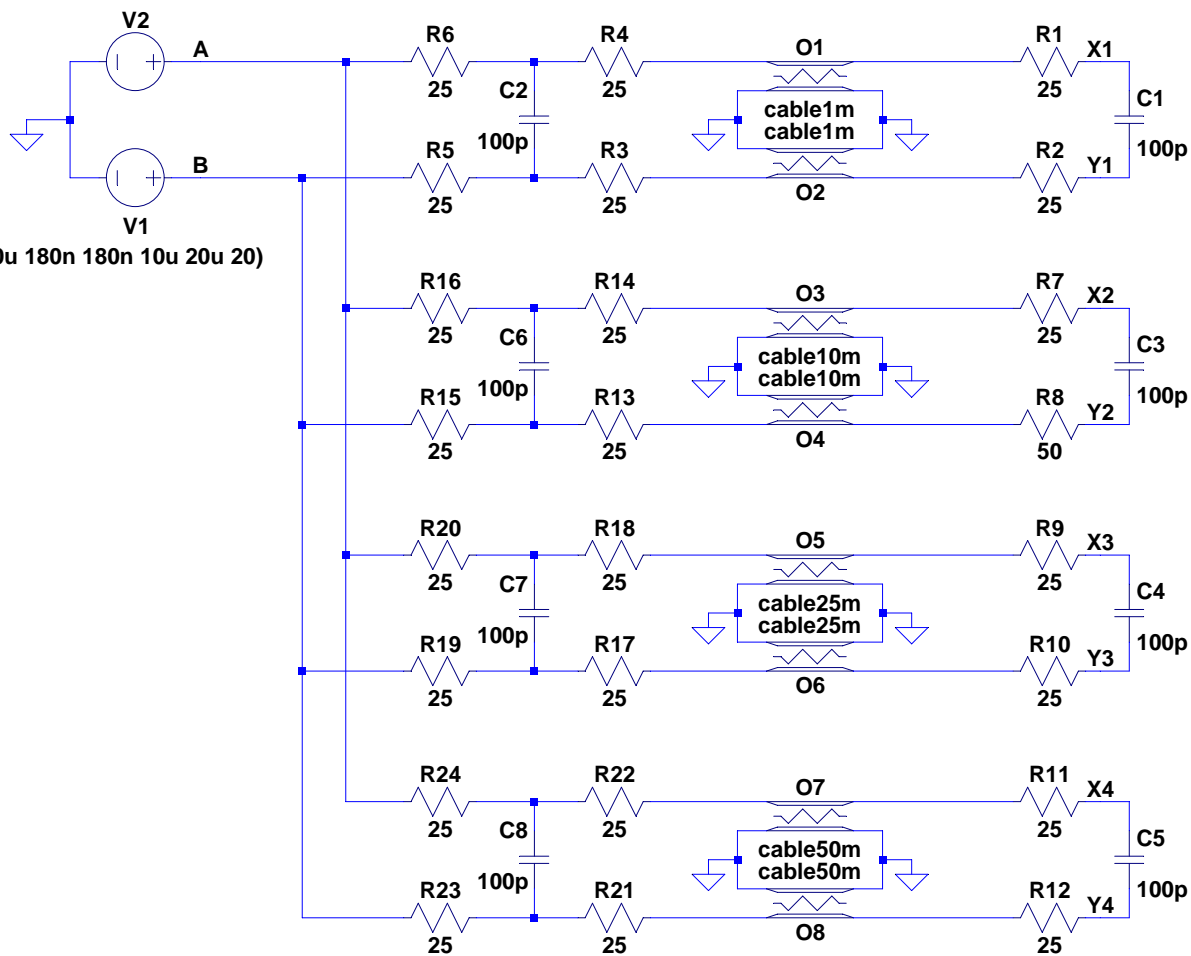 V2
A
R6
25
C2
100p
R4
25
O1
cable1m
cable1m
R1
25
X1
C1
100p
B
V1
R5
25
R3
25
O2
R2
25
Y1
0u 180n 180n 10u 20u 20)
R16
25
C6
100p
R14
25
O3
cable10m
cable10m
R7
25
X2
C3
100p
R15
25
R13
25
O4
R8
50
Y2
R20
25
C7
100p
R18
25
O5
cable25m
cable25m
R9
25
X3
C4
100p
R19
25
R17
25
O6
R10
25
Y3
R24
25
C8
100p
R22
25
O7
cable50m
cable50m
R11
25
X4
C5
100p
R23
25
R21
25
O8
R12
25
Y4